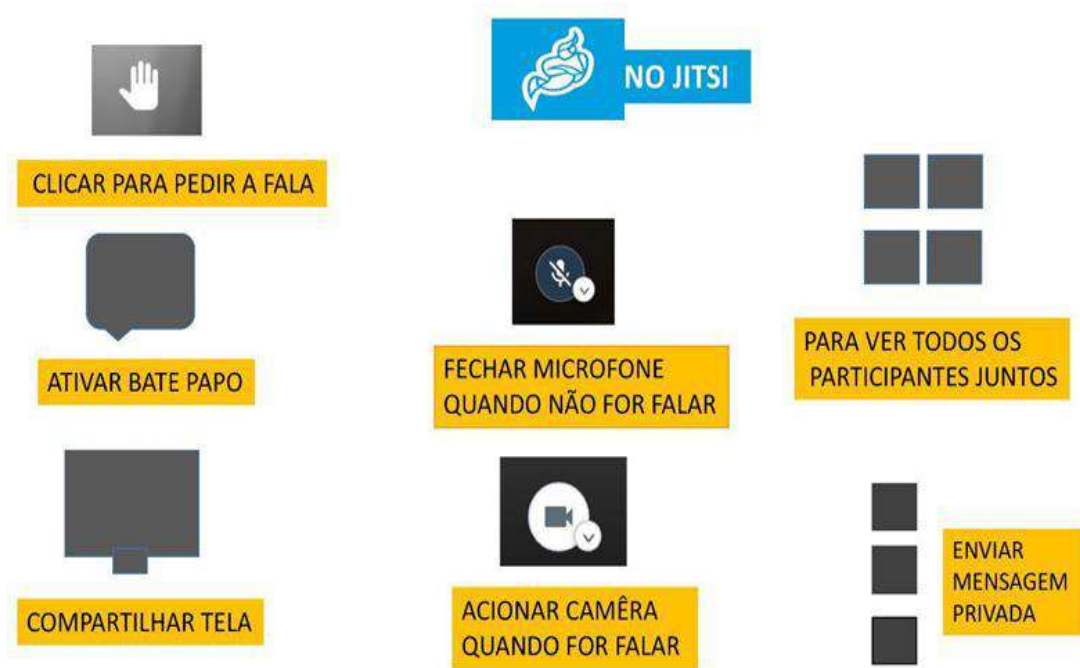 NO JITSI
CLICAR PARA PEDIR A FALA
ATIVAR BATE PAPO
COMPARTILHAR TELA
FECHAR MICROFONE
QUANDO NÃO FOR FALAR
ACIONAR CAMÊRA
QUANDO FOR FALAR
PARA VER TODOS OS
PARTICIPANTES JUNTOS
ENVIAR
MENSAGEM
PRIVADA